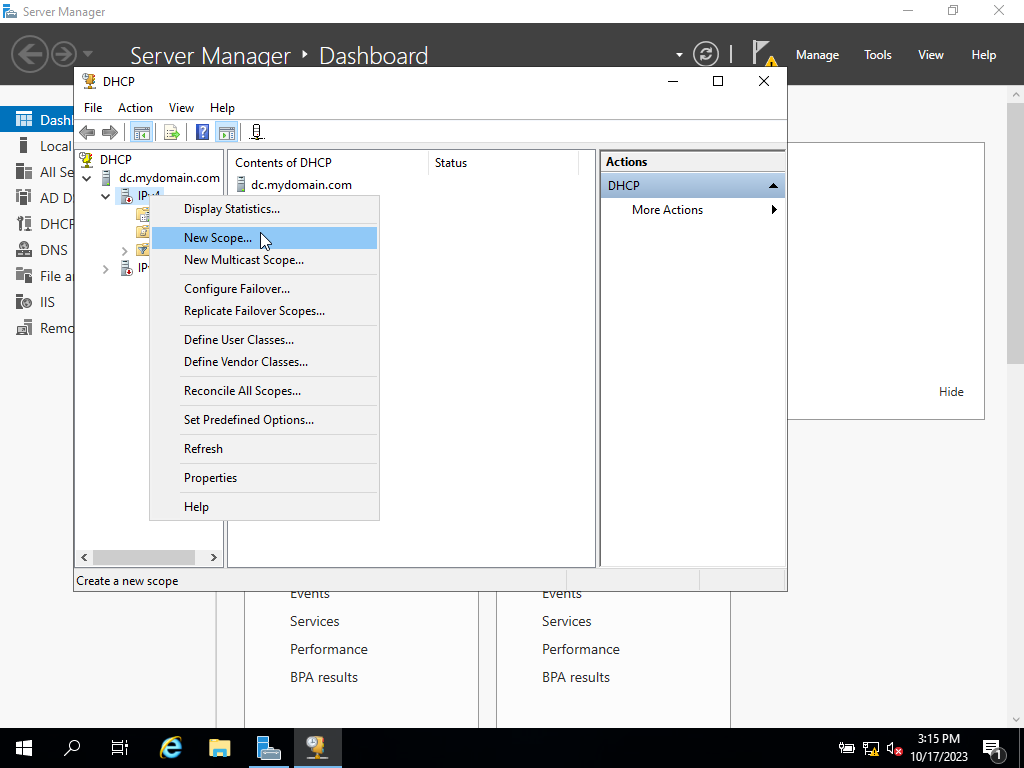 Server Manager
Server Manager • Dashboard
Manage
Tools
View
Help
DHCP
File
Action
View
Help
Dashl
Local
All Se
AD D
DHCP
DNS
File a
IIS
Remo
DHCP
dc.mydomain.com
IPv4
Contents of DHCP
Status
dc.mydomain.com
Actions
DHCP
More Actions
Display Statistics...
New Scope...
New Multicast Scope...
Configure Failover...
Replicate Failover Scopes...
Define User Classes...
Define Vendor Classes...
Reconcile All Scopes...
Set Predefined Options...
Refresh
Properties
Help
Hide
Create a new scope
Events
Services
Performance
BPA results
Events
Services
Performance
BPA results
3:15 PM
10/17/2023
1